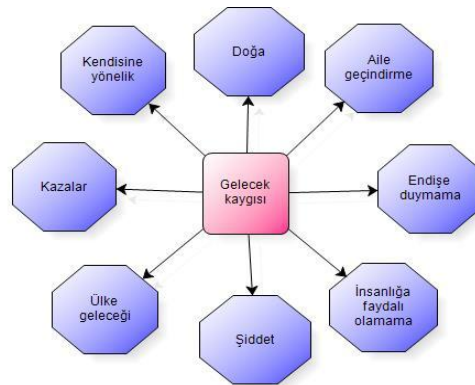 Doğa
Kendisine
yönelik
Aile
geçindirme
Kazalar
Gelecek
kaygısı
Endişe
duymama
Ülke
geleceği
Şiddet
İnsanlığa
faydalı
olamama